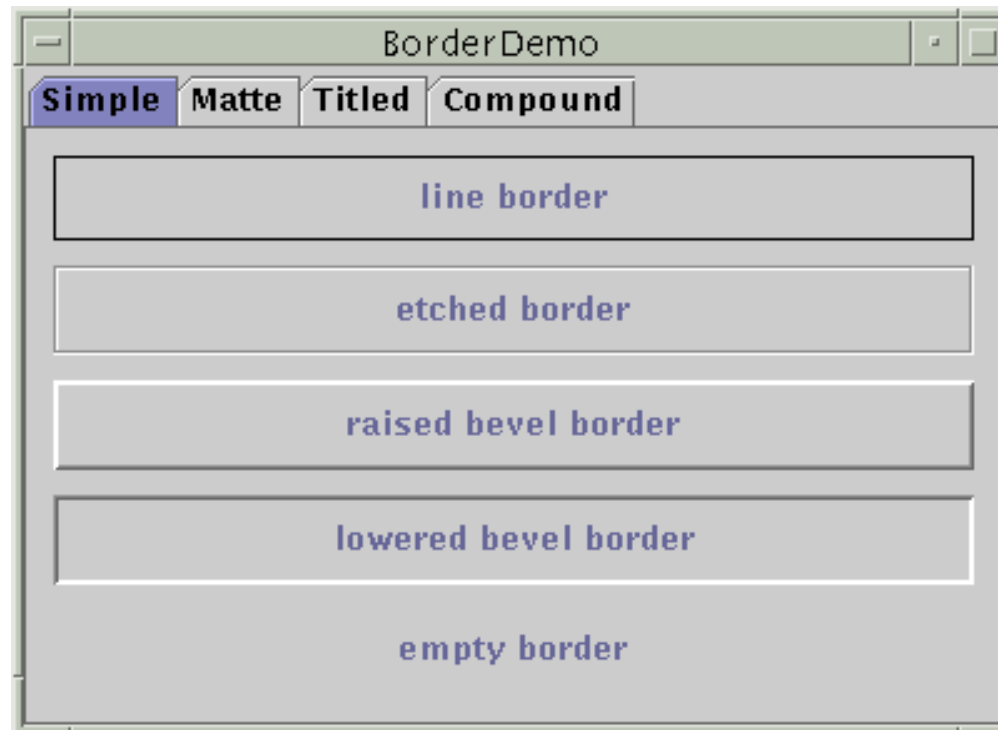 BorderDemo
Simple Matte Titled Compound
line border
etched border
raised bevel border
lowered bevel border
empty border